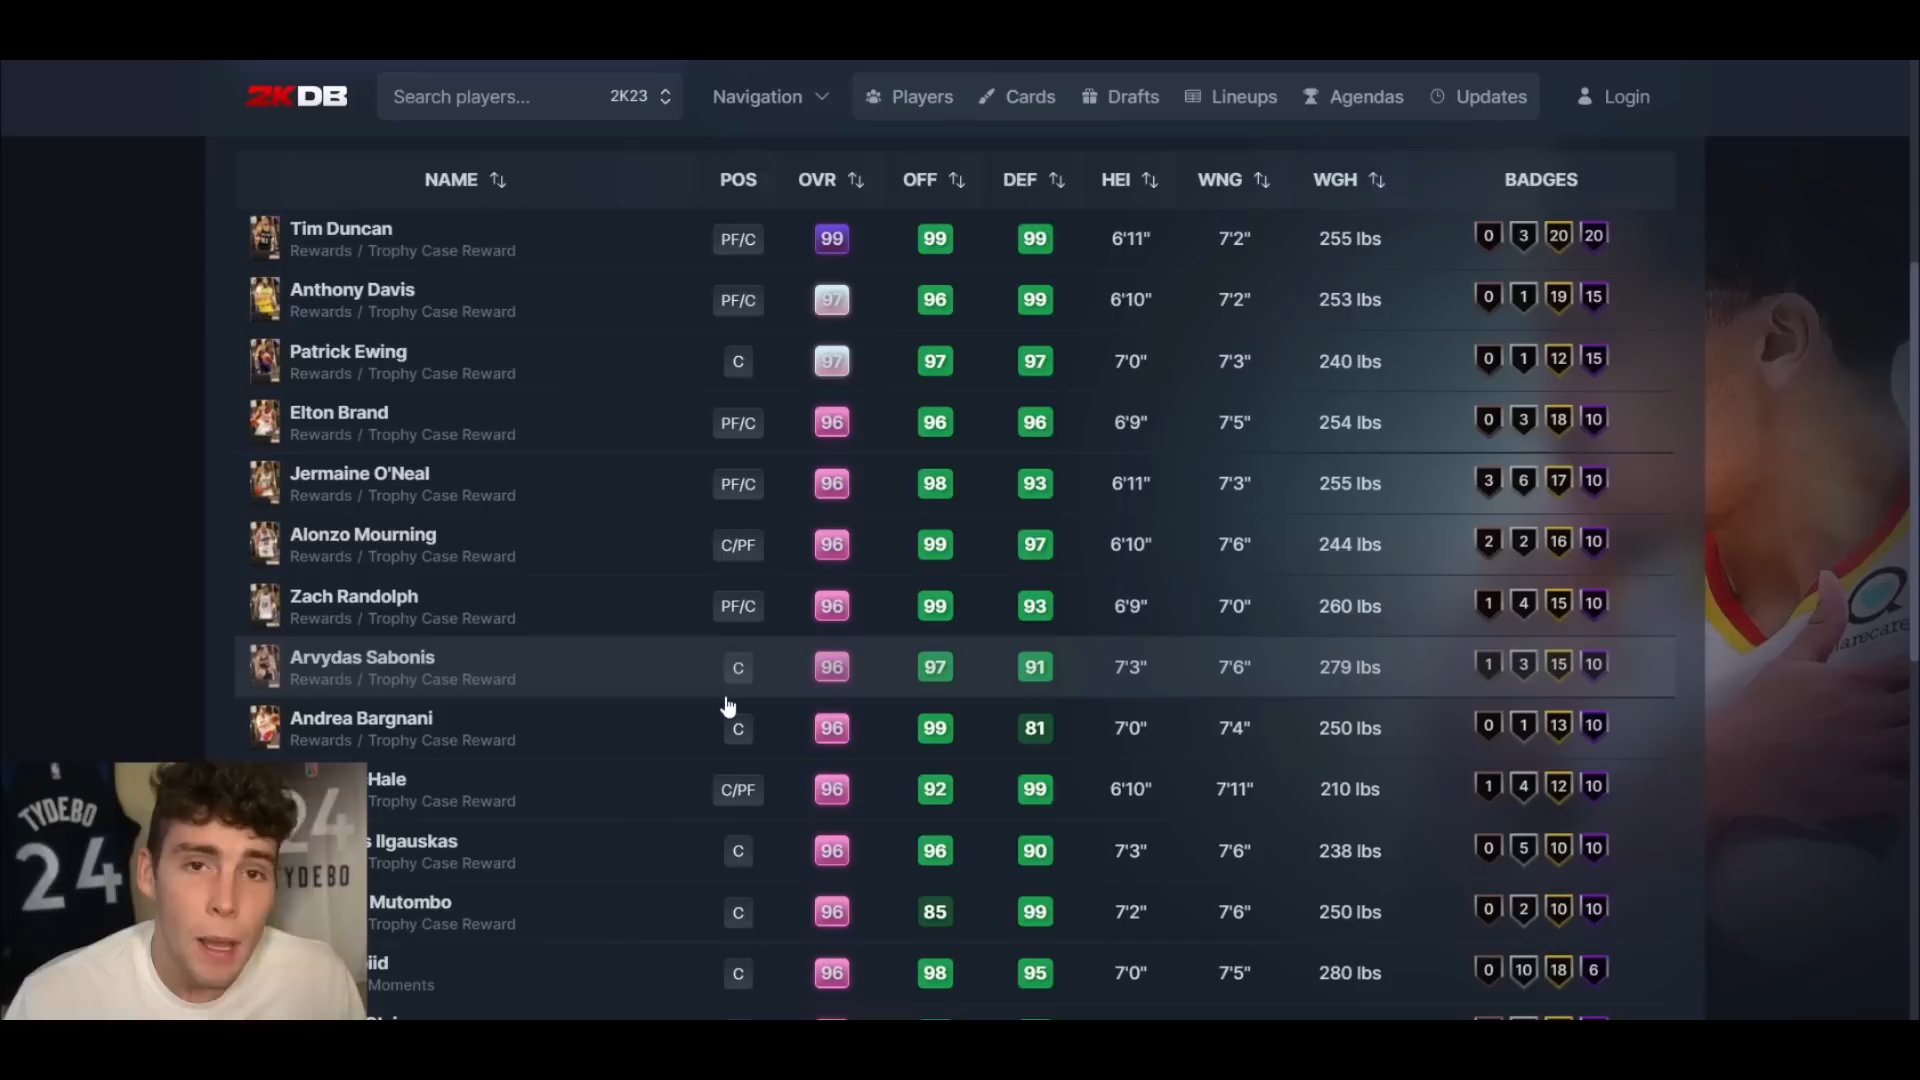 2KDB
Search players...
2K23
Navigation
Players
Cards
Drafts
Lineups
Agendas
Updates
Login
NAME POS OVR OFF DEF HEI WNG WGH BADGES
Tim Duncan
Rewards / Trophy Case Reward
PF/C 99 99 99 6'11" 7'2" 255 lbs 0 3 20 20
Anthony Davis
Rewards / Trophy Case Reward
PF/C 97 96 99 6'10" 7'2" 253 lbs 0 1 19 15
Patrick Ewing
Rewards / Trophy Case Reward
C 97 97 97 7'0" 7'3" 240 lbs 0 1 12 15
Elton Brand
Rewards / Trophy Case Reward
PF/C 96 96 96 6'9" 7'5" 254 lbs 0 3 18 10
Jermaine O'Neal
Rewards / Trophy Case Reward
PF/C 96 98 93 6'11" 7'3" 255 lbs 3 6 17 10
Alonzo Mourning
Rewards / Trophy Case Reward
C/PF 96 99 97 6'10" 7'6" 244 lbs 2 2 16 10
Zach Randolph
Rewards / Trophy Case Reward
PF/C 96 99 93 6'9" 7'0" 260 lbs 1 4 15 10
Arvydas Sabonis
Rewards / Trophy Case Reward
C 96 97 91 7'3" 7'6" 279 lbs 1 3 15 10
Andrea Bargnani
Rewards / Trophy Case Reward
C 96 99 81 7'0" 7'4" 250 lbs 0 1 13 10
Hale
Trophy Case Reward
C/PF 96 92 99 6'10" 7'11" 210 lbs 1 4 12 10
s Ilgauskas
Trophy Case Reward
C 96 96 90 7'3" 7'6" 238 lbs 0 5 10 10
Mutombo
Trophy Case Reward
C 96 85 99 7'2" 7'6" 250 lbs 0 2 10 10
iid
Moments
C 96 98 95 7'0" 7'5" 280 lbs 0 10 18 6
TYDEBO
24
24
TYDEBO
arecare